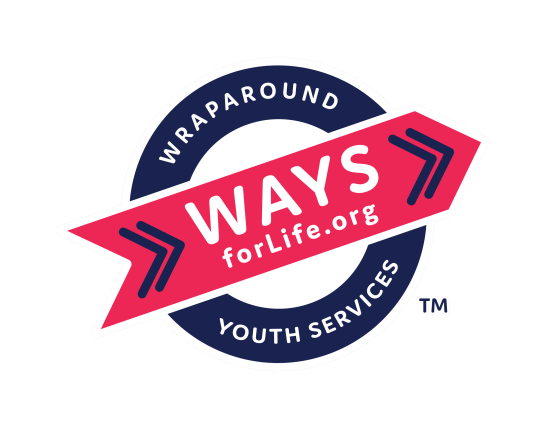 WRAPAROUND
WAYS
forLife.org
YOUTH SERVICES
TM